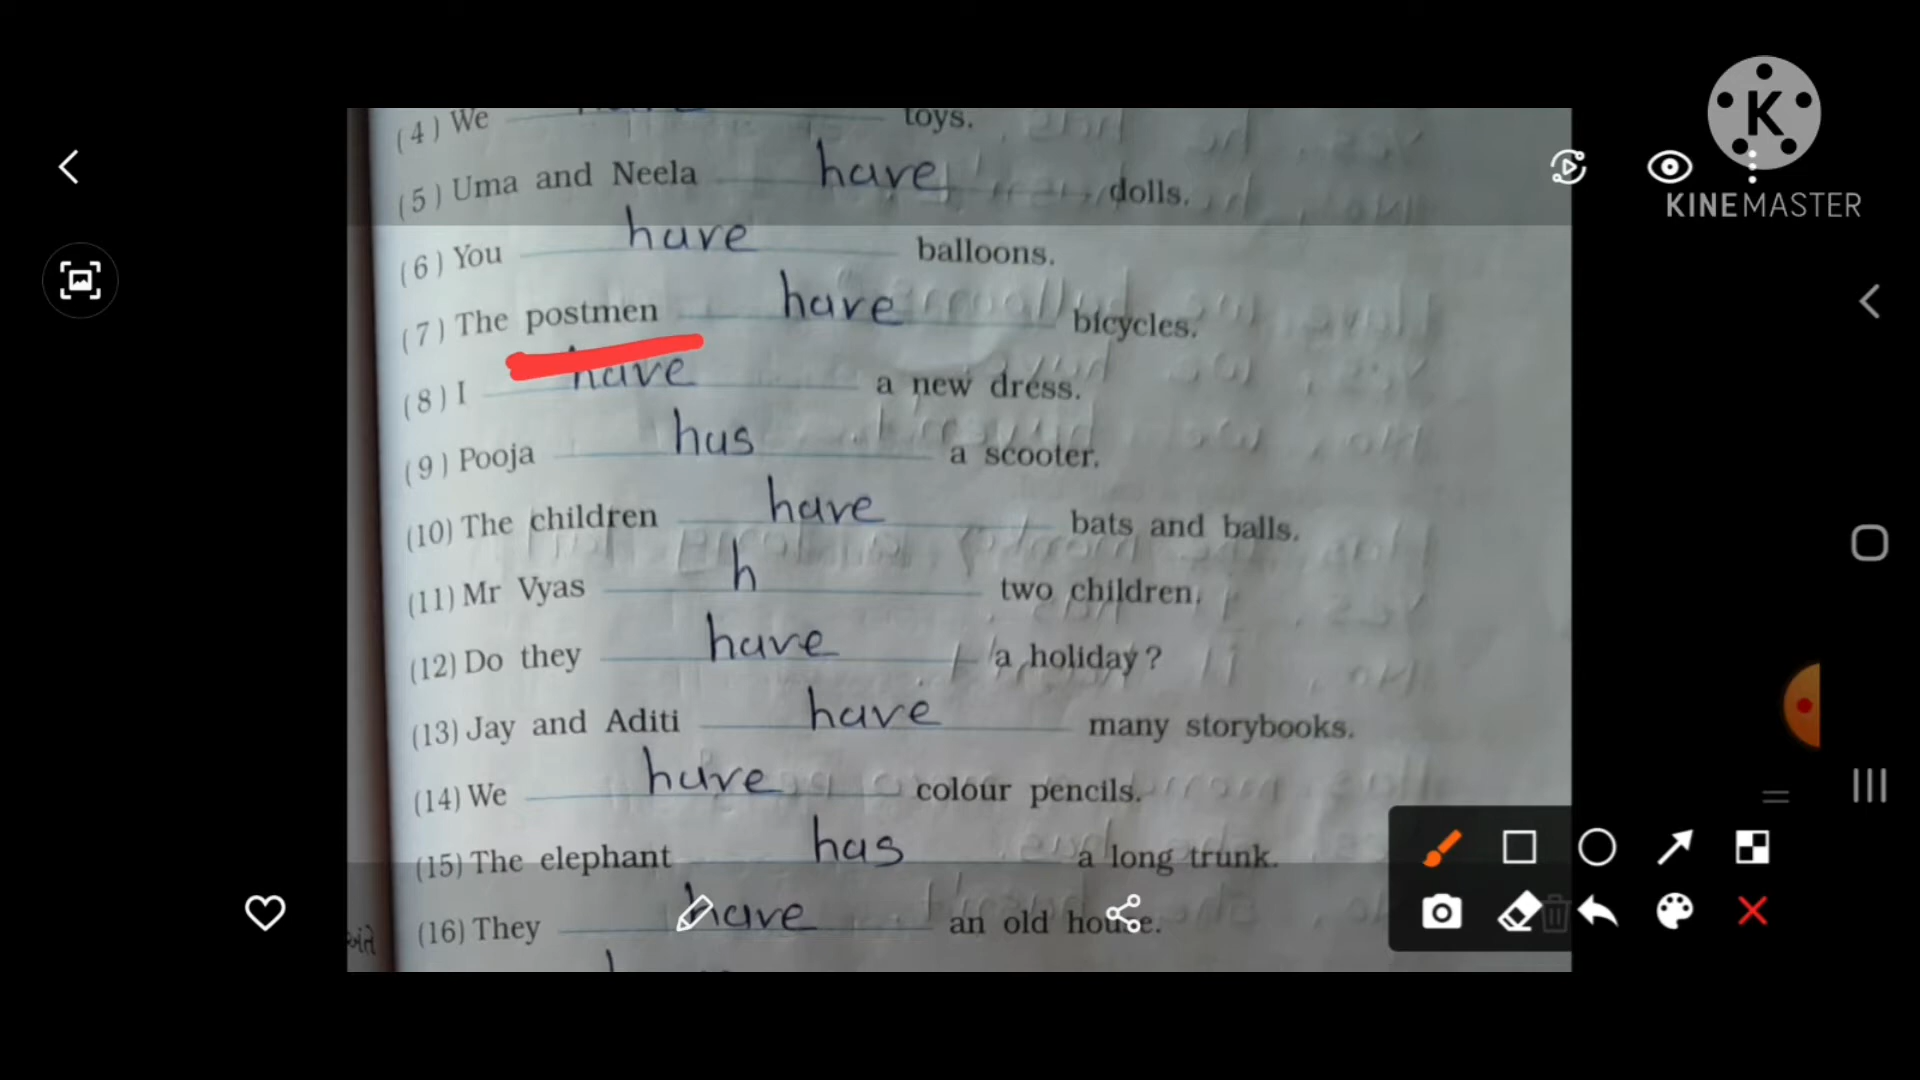 (4) We have toys.
(5) Uma and Neela have dolls.
(6) You have balloons.
(7) The postmen have bicycles.
(8) I have a new dress.
(9) Pooja has a scooter.
(10) The children have bats and balls.
(11) Mr Vyas h two children.
(12) Do they have a holiday?
(13) Jay and Aditi have many storybooks.
(14) We have colour pencils.
(15) The elephant has a long trunk.
(16) They have an old house.
K
KINEMASTER